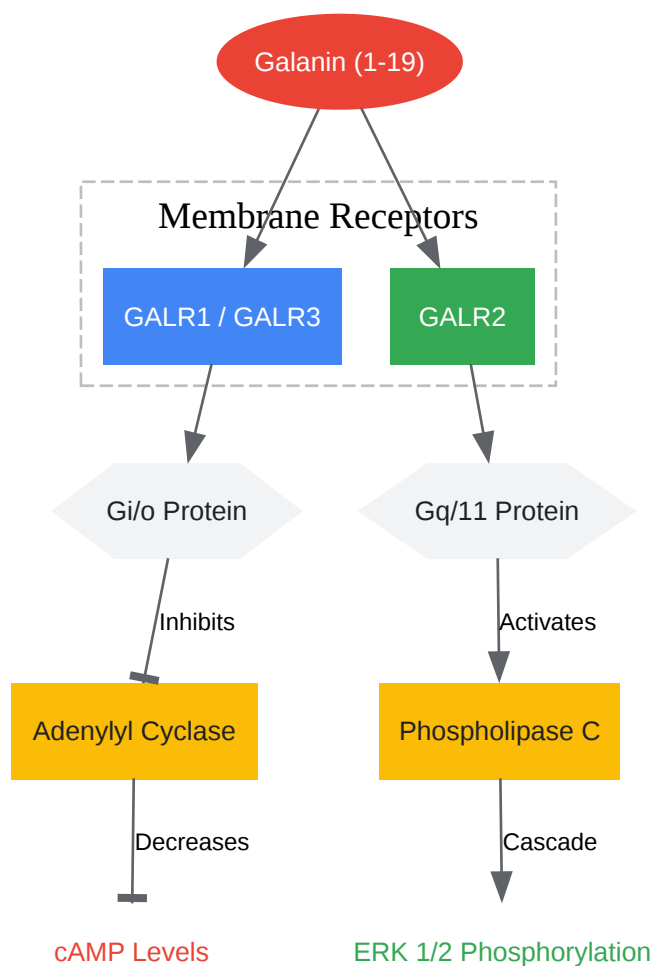 Galanin (1-19)
Membrane Receptors
GALR1 / GALR3
GALR2
Gi/o Protein
Gq/11 Protein
Inhibits
Activates
Adenylyl Cyclase
Phospholipase C
Decreases
Cascade
cAMP Levels
ERK 1/2 Phosphorylation